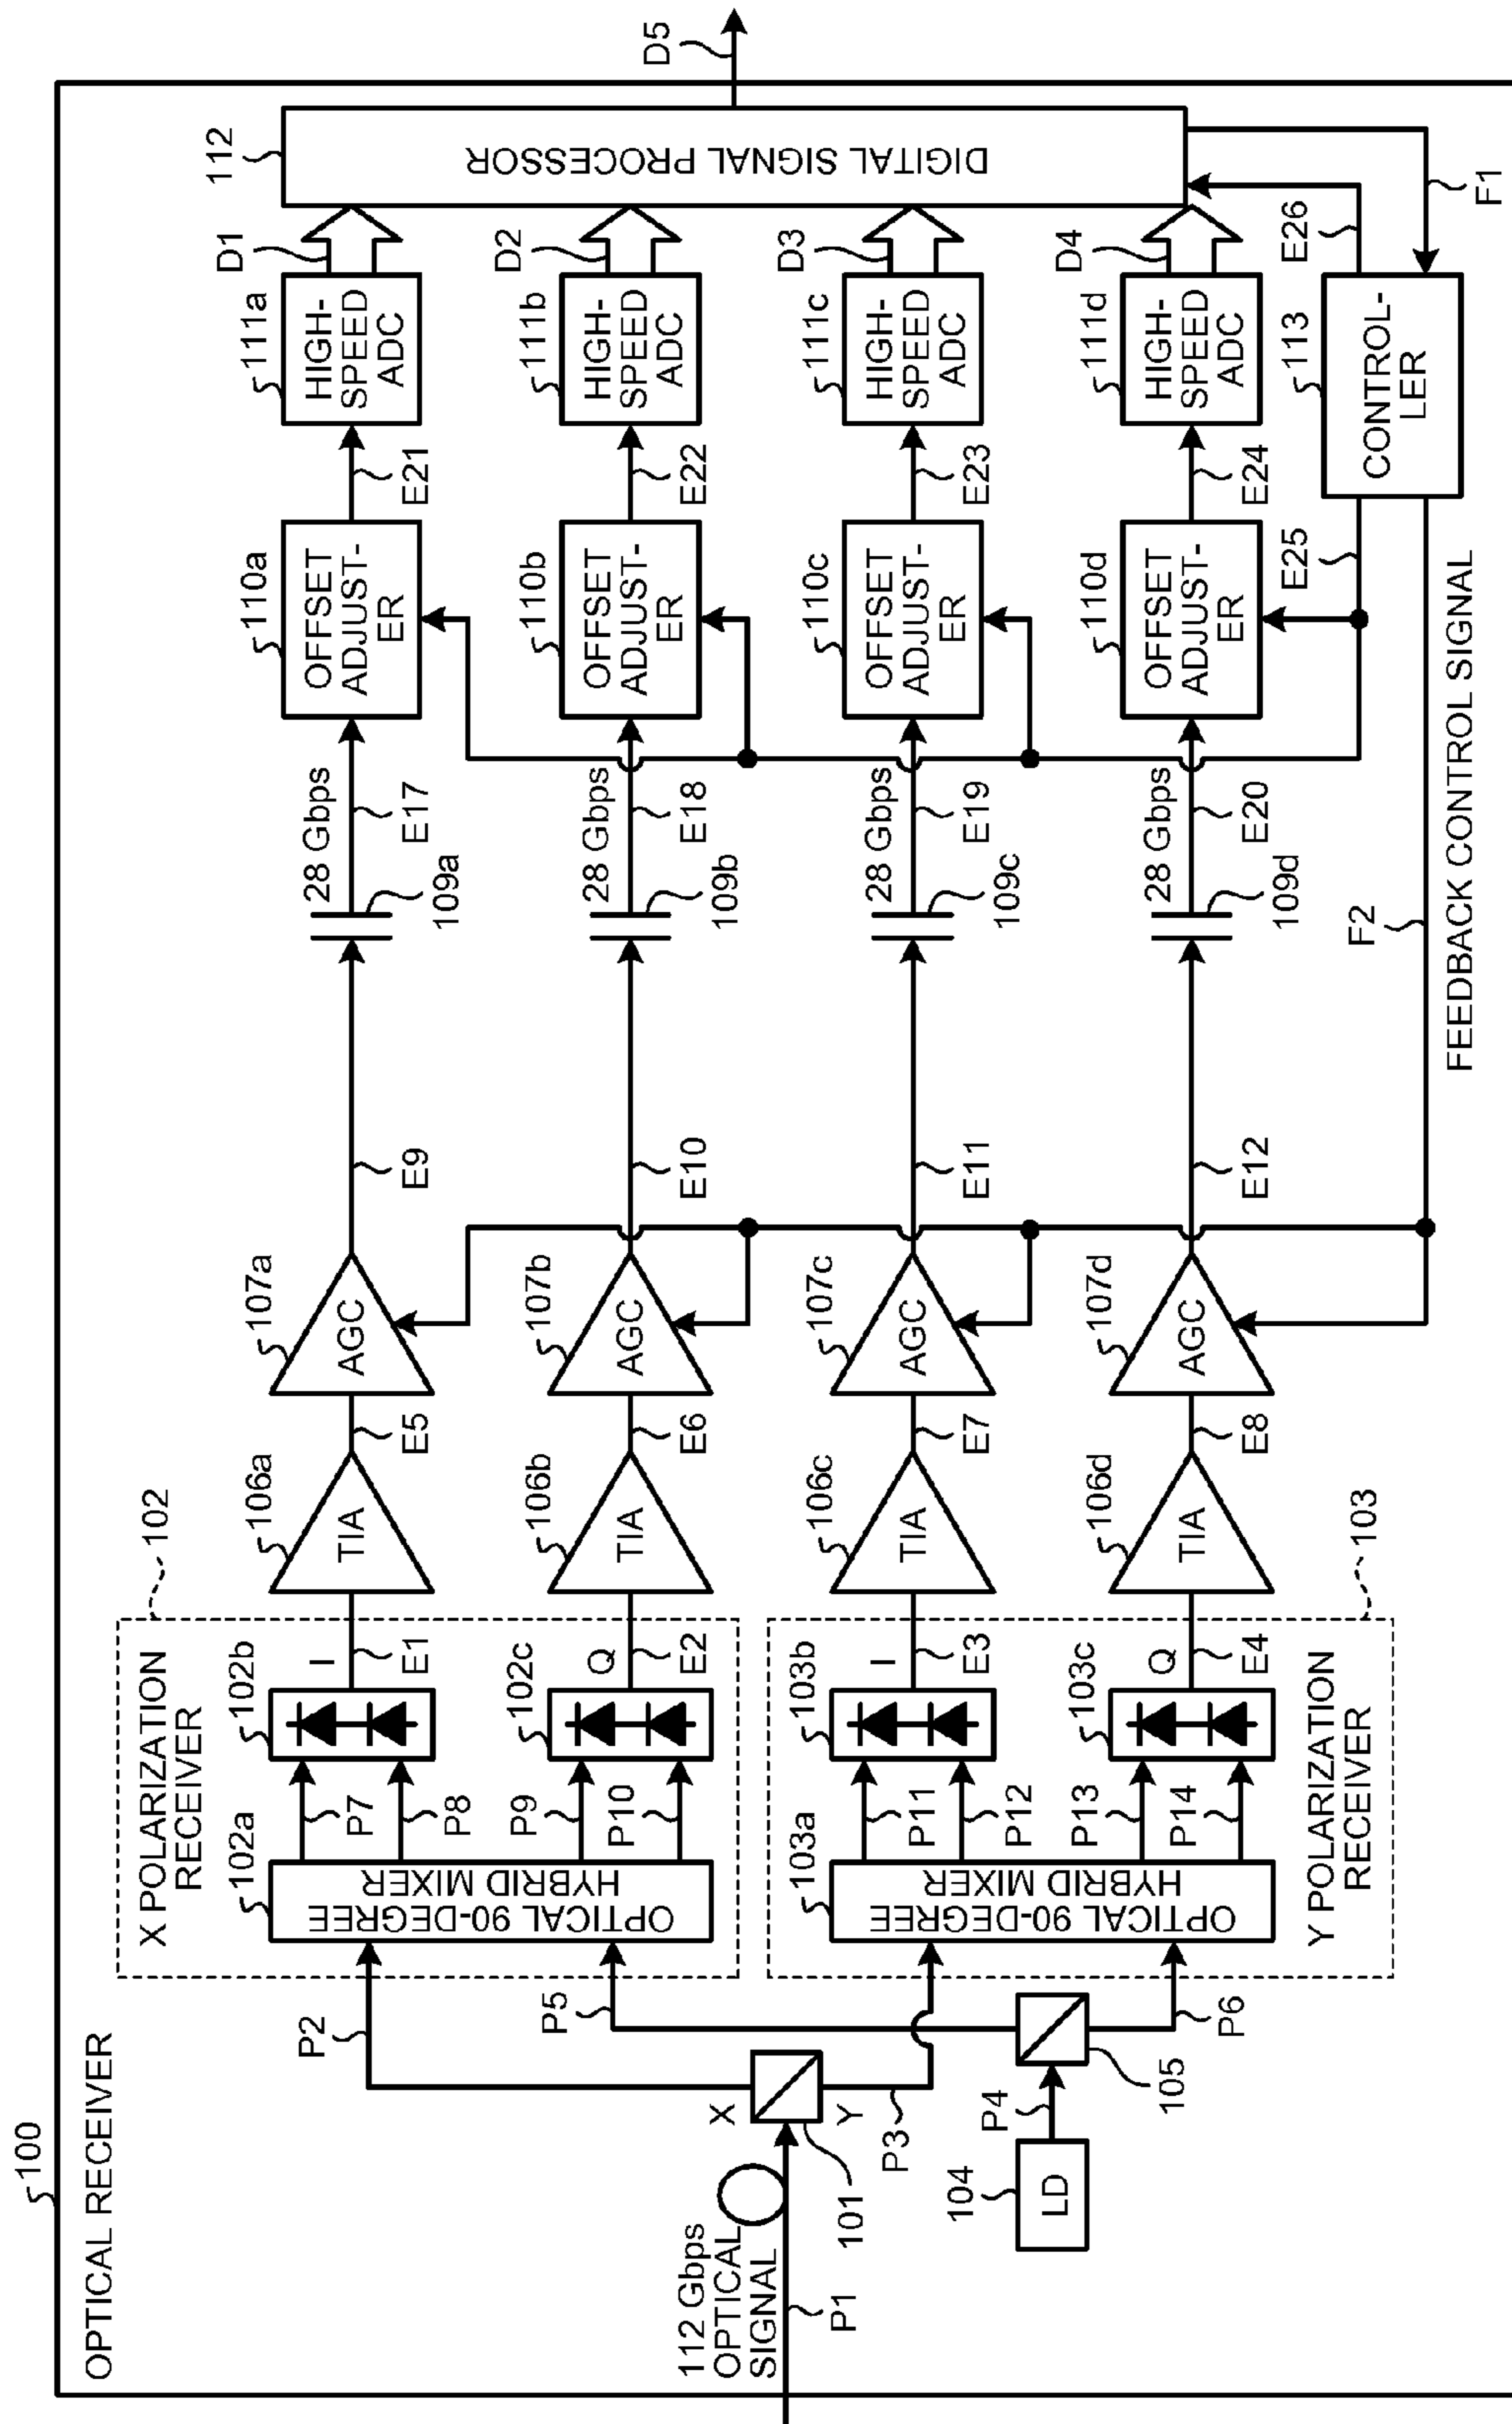 100
OPTICAL RECEIVER
112 Gbps
OPTICAL
SIGNAL
P1
X
Y
101
P2
P3
104
LD
P4
105
P5
P6
X POLARIZATION
RECEIVER
102
102a
OPTICAL 90-DEGREE
HYBRID MIXER
P7
P8
P9
P10
102b
I
E1
102c
Q
E2
103a
OPTICAL 90-DEGREE
HYBRID MIXER
P11
P12
P13
P14
103b
I
E3
103c
Q
E4
Y POLARIZATION
RECEIVER
103
106a
TIA
E5
106b
TIA
E6
106c
TIA
E7
106d
TIA
E8
107a
AGC
E9
107b
AGC
E10
107c
AGC
E11
107d
AGC
E12
109a
28 Gbps
E17
109b
28 Gbps
E18
109c
28 Gbps
E19
109d
28 Gbps
E20
110a
OFFSET
ADJUST-
ER
E21
110b
OFFSET
ADJUST-
ER
E22
110c
OFFSET
ADJUST-
ER
E23
110d
OFFSET
ADJUST-
ER
E24
E25
111a
HIGH-
SPEED
ADC
D1
111b
HIGH-
SPEED
ADC
D2
111c
HIGH-
SPEED
ADC
D3
111d
HIGH-
SPEED
ADC
D4
112
DIGITAL SIGNAL PROCESSOR
D5
113
CONTROL-
LER
E26
F1
F2
FEEDBACK CONTROL SIGNAL